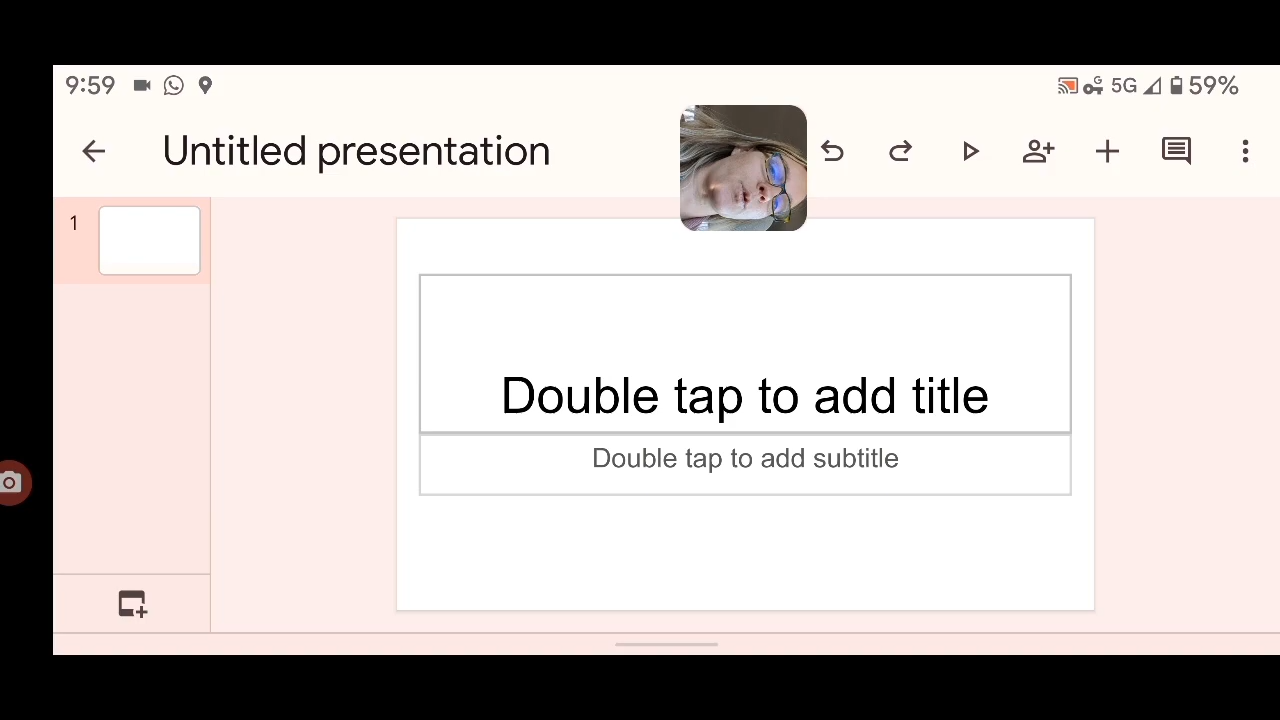 9:59
5G
59%
Untitled presentation
1
Double tap to add title
Double tap to add subtitle